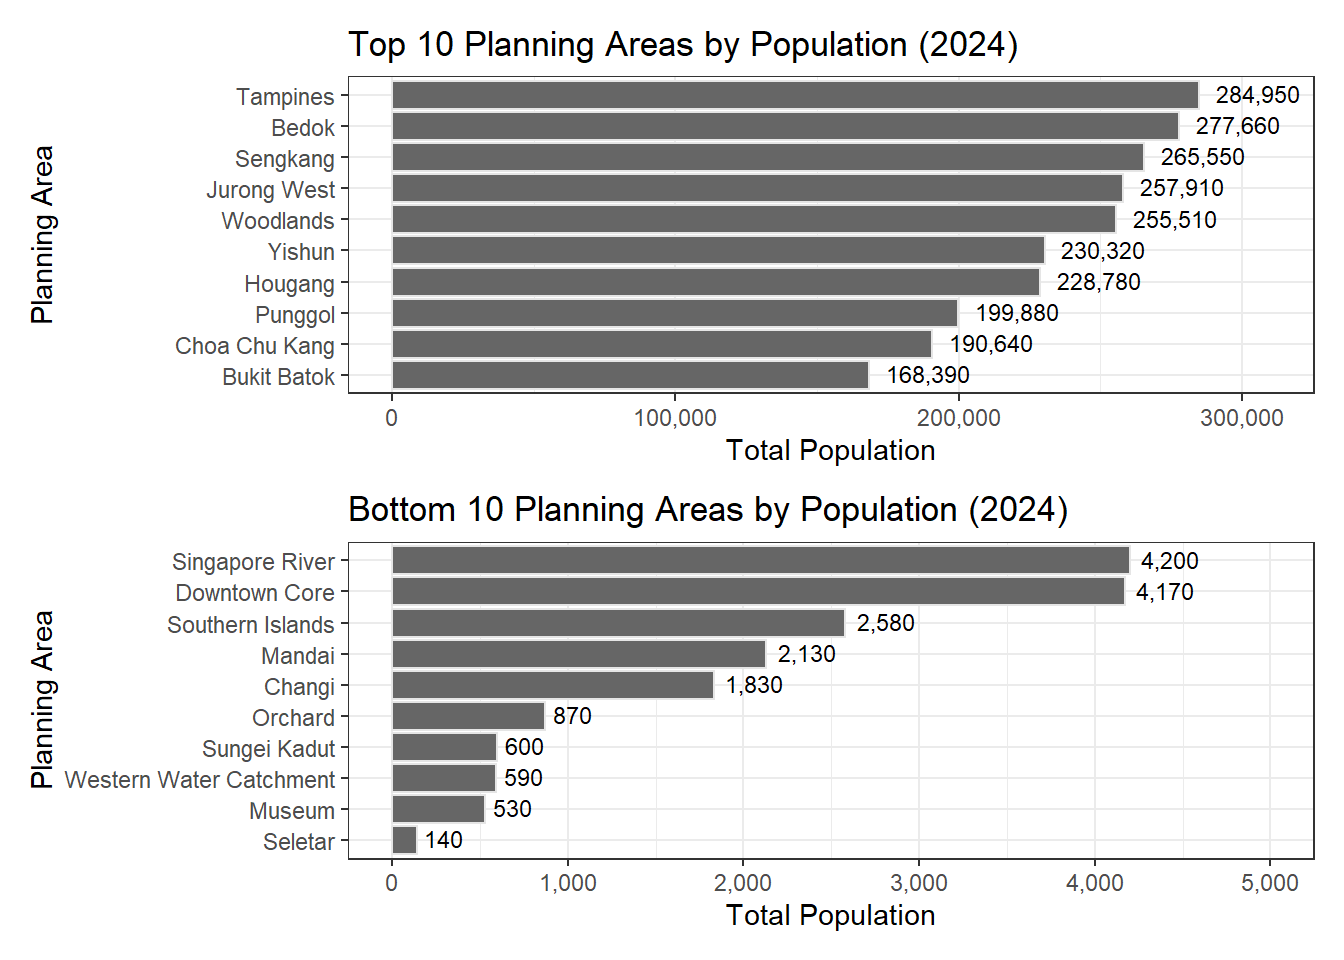 Top 10 Planning Areas by Population (2024)
Planning Area
Tampines 284,950
Bedok 277,660
Sengkang 265,550
Jurong West 257,910
Woodlands 255,510
Yishun 230,320
Hougang 228,780
Punggol 199,880
Choa Chu Kang 190,640
Bukit Batok 168,390
0 100,000 200,000 300,000
Total Population
Bottom 10 Planning Areas by Population (2024)
Planning Area
Singapore River 4,200
Downtown Core 4,170
Southern Islands 2,580
Mandai 2,130
Changi 1,830
Orchard 870
Sungei Kadut 600
Western Water Catchment 590
Museum 530
Seletar 140
0 1,000 2,000 3,000 4,000 5,000
Total Population